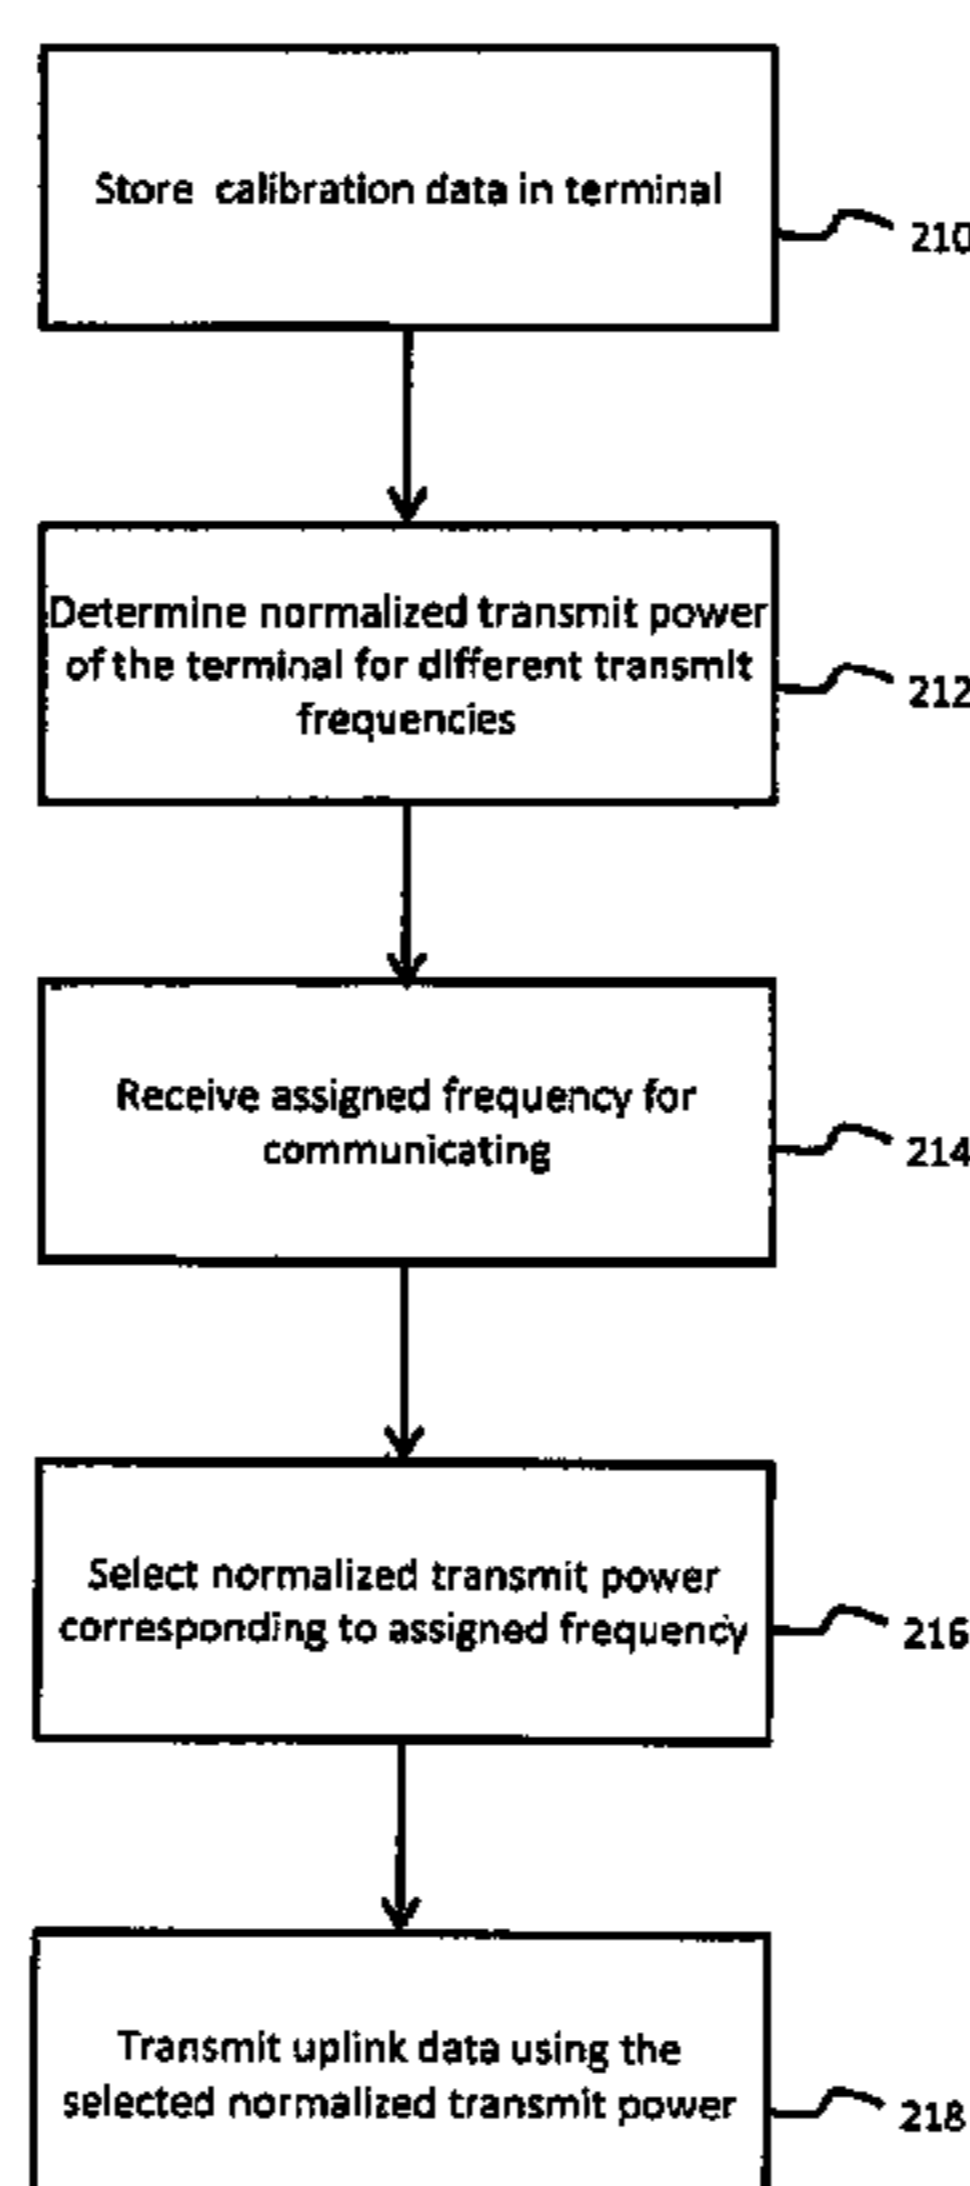 Store calibration data in terminal
210
Determine normalized transmit power
of the terminal for different transmit
frequencies
212
Receive assigned frequency for
communicating
214
Select normalized transmit power
corresponding to assigned frequency
216
Transmit uplink data using the
selected normalized transmit power
218